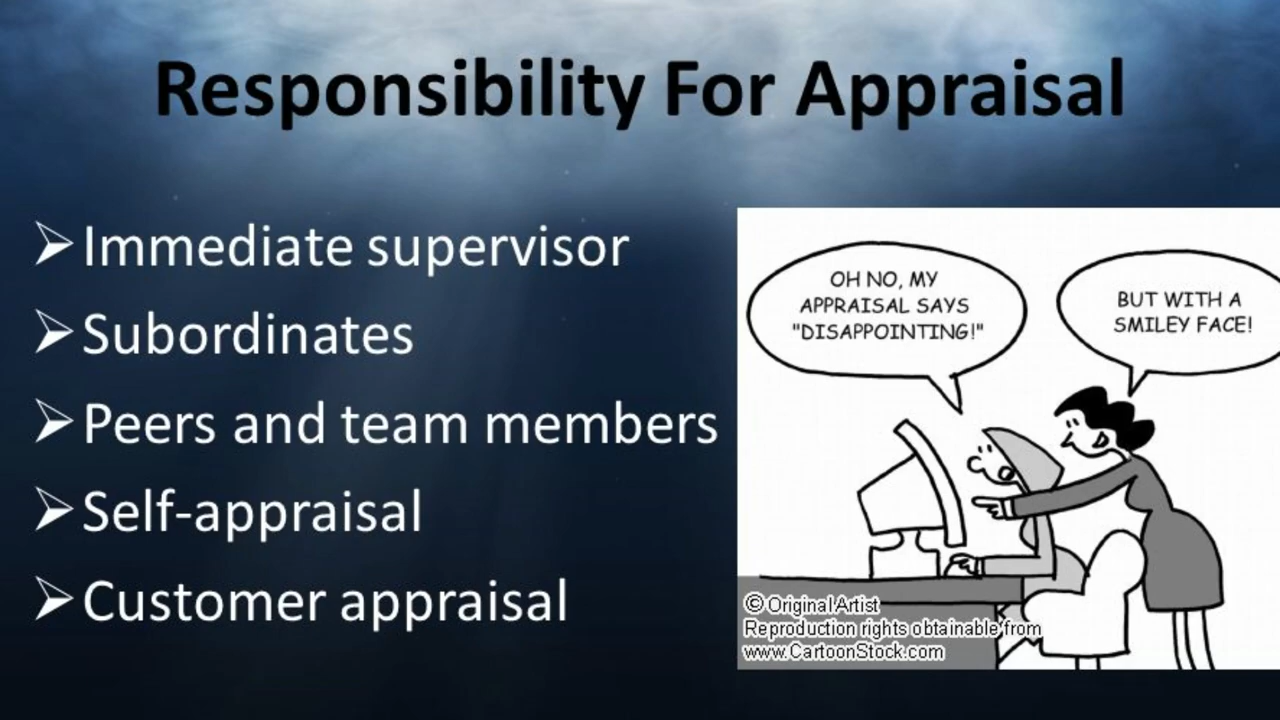 Responsibility For Appraisal
Immediate supervisor
Subordinates
Peers and team members
Self-appraisal
Customer appraisal
OH NO, MY
APPRAISAL SAYS
"DISAPPOINTING!"
BUT WITH A
SMILEY FACE!
© Original Artist
Reproduction rights obtainable from
www.CartoonStock.com